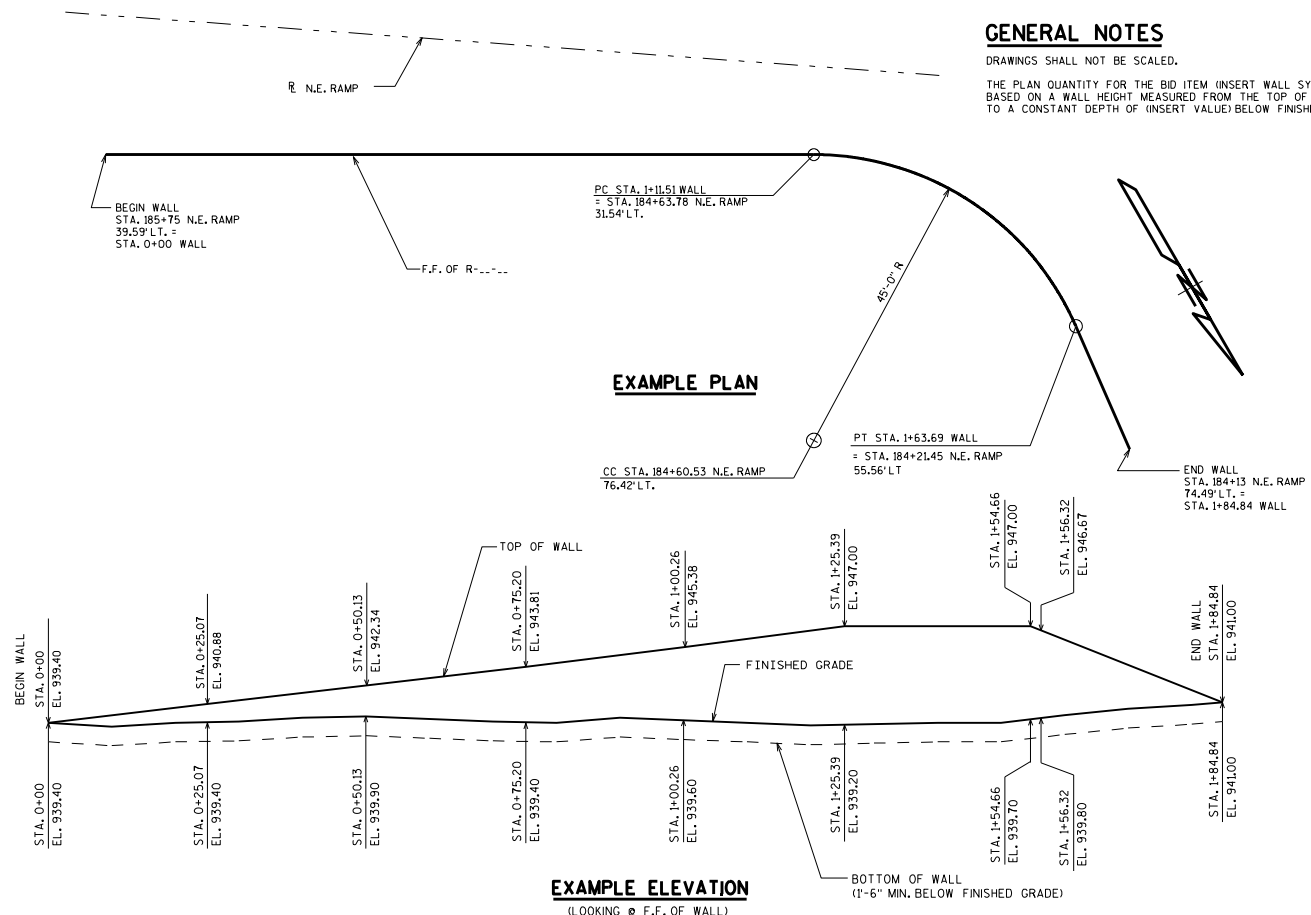 GENERAL NOTES
DRAWINGS SHALL NOT BE SCALED.
THE PLAN QUANTITY FOR THE BID ITEM (INSERT WALL SY
BASED ON A WALL HEIGHT MEASURED FROM THE TOP OF
TO A CONSTANT DEPTH OF (INSERT VALUE) BELOW FINISH
N.E. RAMP
BEGIN WALL
STA. 185+75 N.E. RAMP
39.59' LT. =
STA. 0+00 WALL
F.F. OF R-__-__
PC STA. 1+11.51 WALL
= STA. 184+63.78 N.E. RAMP
31.54' LT.
45'-0" R
EXAMPLE PLAN
CC STA. 184+60.53 N.E. RAMP
76.42' LT.
PT STA. 1+63.69 WALL
= STA. 184+21.45 N.E. RAMP
55.56' LT
END WALL
STA. 184+13 N.E. RAMP
74.49' LT. =
STA. 1+84.84 WALL
BEGIN WALL
STA. 0+00
EL. 939.40
STA. 0+25.07
EL. 940.88
STA. 0+50.13
EL. 942.34
TOP OF WALL
STA. 0+75.20
EL. 943.81
STA. 1+00.26
EL. 945.38
STA. 1+25.39
EL. 947.00
STA. 1+54.66
EL. 947.00
STA. 1+56.32
EL. 946.67
END WALL
STA. 1+84.84
EL. 941.00
FINISHED GRADE
STA. 0+00
EL. 939.40
STA. 0+25.07
EL. 939.40
STA. 0+50.13
EL. 939.90
STA. 0+75.20
EL. 939.40
STA. 1+00.26
EL. 939.60
STA. 1+25.39
EL. 939.20
STA. 1+54.66
EL. 939.70
STA. 1+56.32
EL. 939.80
STA. 1+84.84
EL. 941.00
BOTTOM OF WALL
(1'-6" MIN. BELOW FINISHED GRADE)
EXAMPLE ELEVATION
(LOOKING @ F.F. OF WALL)